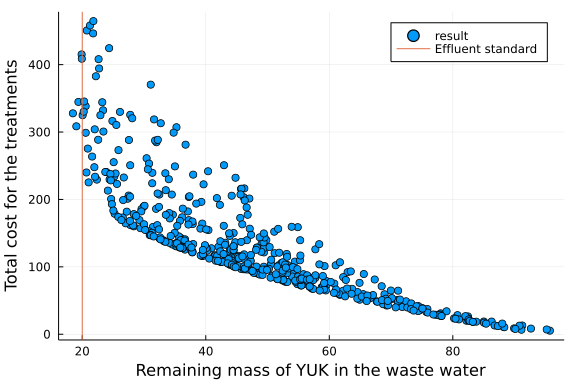 result
Effluent standard
Total cost for the treatments
400
300
200
100
0
20
40
60
80
Remaining mass of YUK in the waste water